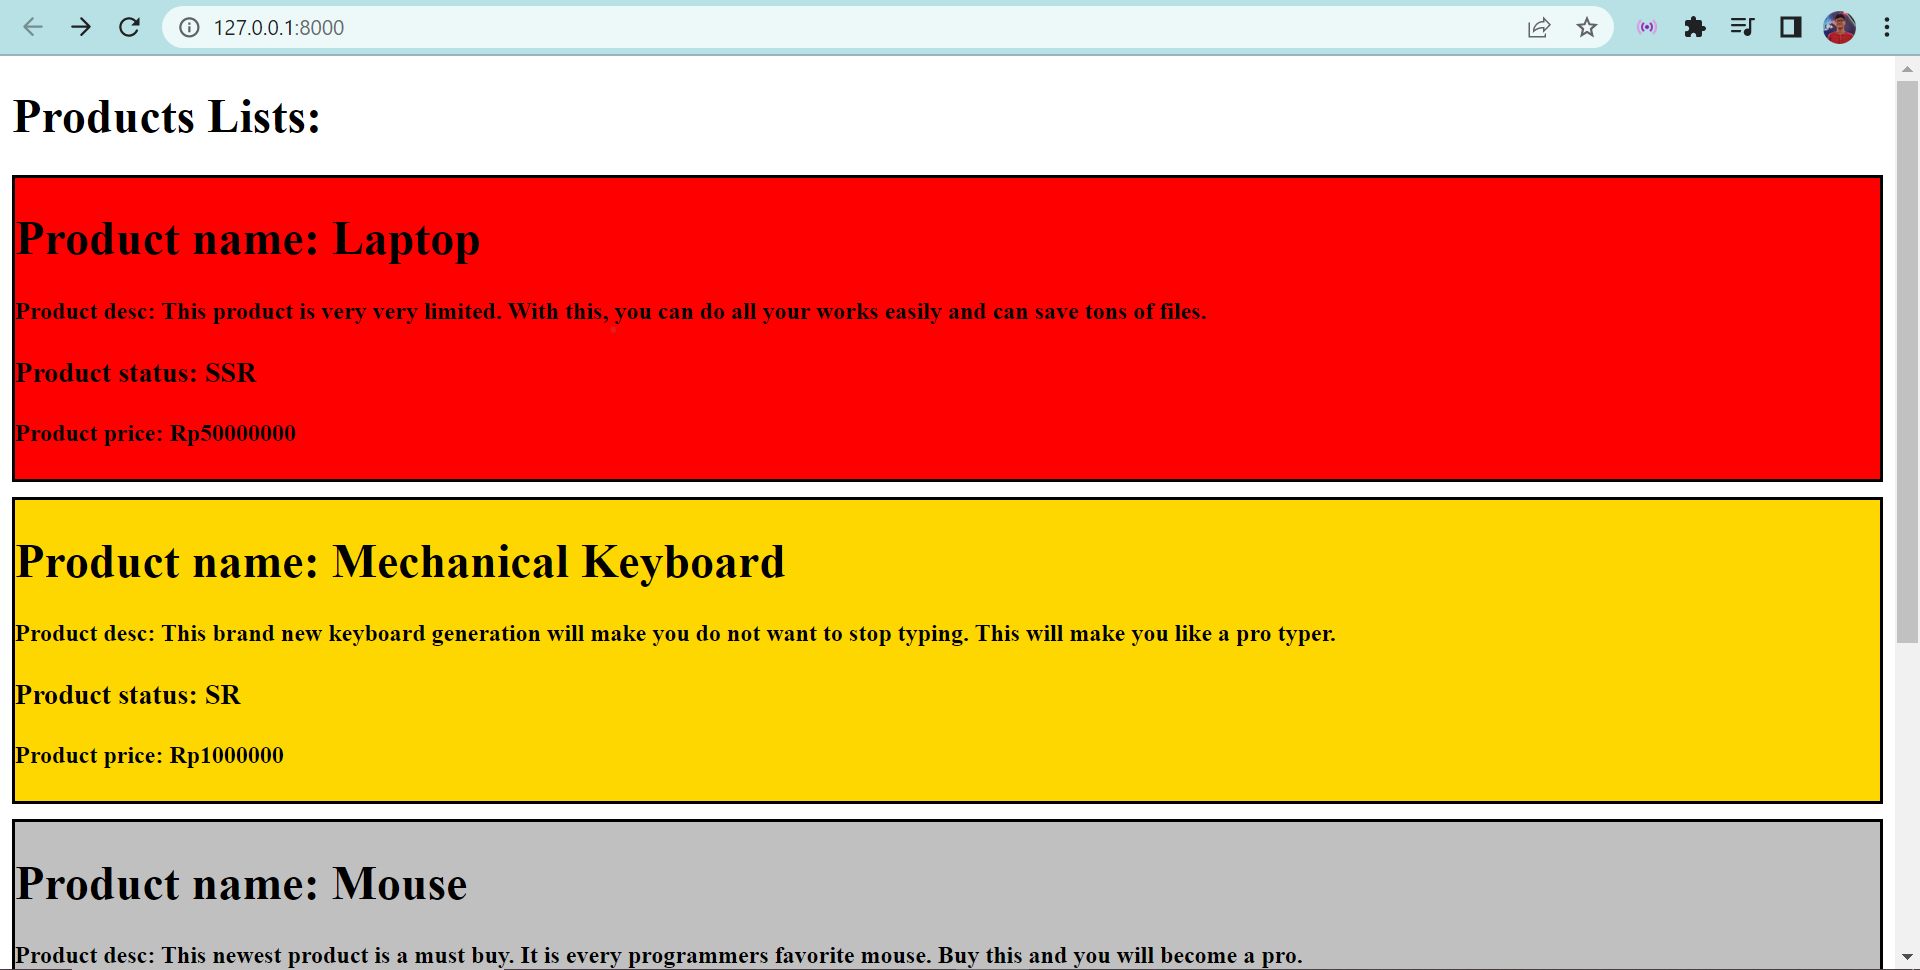 127.0.0.1:8000
Products Lists:
Product name: Laptop
Product desc: This product is very very limited. With this, you can do all your works easily and can save tons of files.
Product status: SSR
Product price: Rp50000000
Product name: Mechanical Keyboard
Product desc: This brand new keyboard generation will make you do not want to stop typing. This will make you like a pro typer.
Product status: SR
Product price: Rp1000000
Product name: Mouse
Product desc: This newest product is a must buy. It is every programmers favorite mouse. Buy this and you will become a pro.